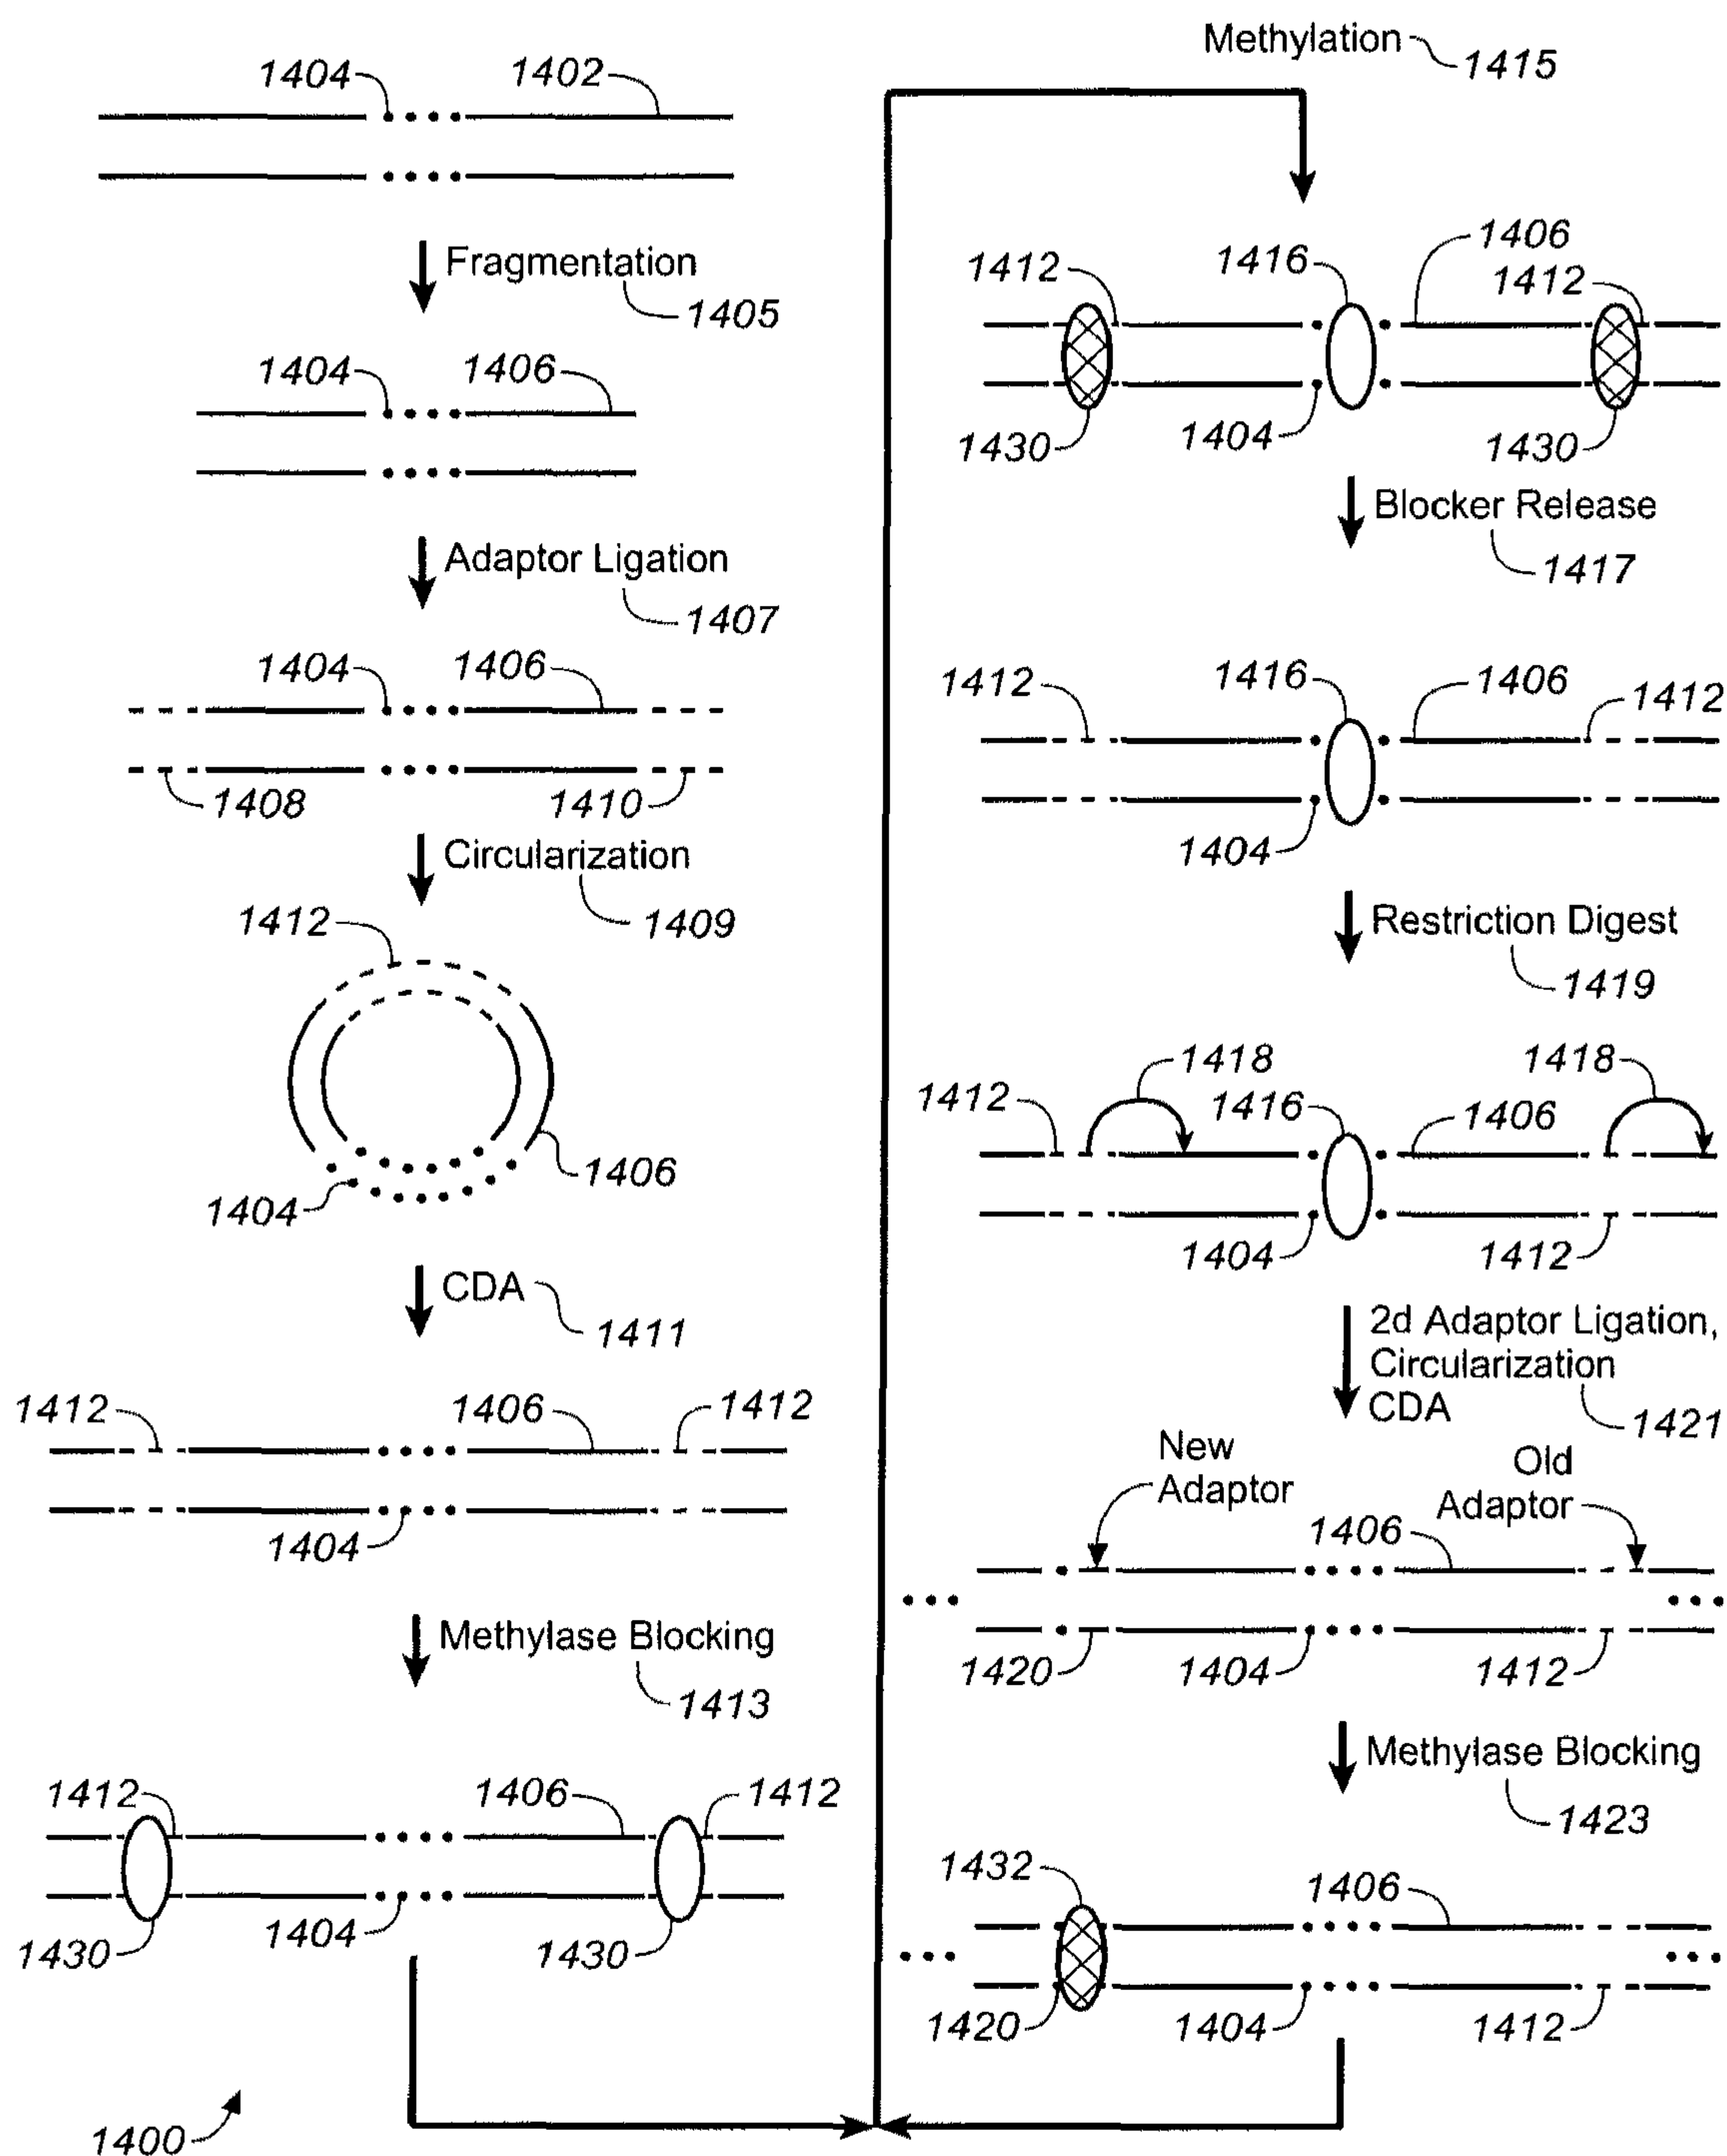 1404 1402
Fragmentation
1405
1404 1406
Adaptor Ligation
1407
1404 1406
1408 1410
Circularization
1409
1412
1406
1404
CDA
1411
1412 1406 1412
1404
Methylase Blocking
1413
1412 1406 1412
1430 1404 1430
1400
Methylation
1415
1406
1412 1416 1412
1430 1404 1430
Blocker Release
1417
1412 1416 1406 1412
1404
Restriction Digest
1419
1418 1418
1412 1416 1406
1404 1412
2d Adaptor Ligation,
Circularization
CDA
1421
New
Adaptor
Old
Adaptor
1406
1420 1404 1412
Methylase Blocking
1423
1432 1406
1420 1404 1412